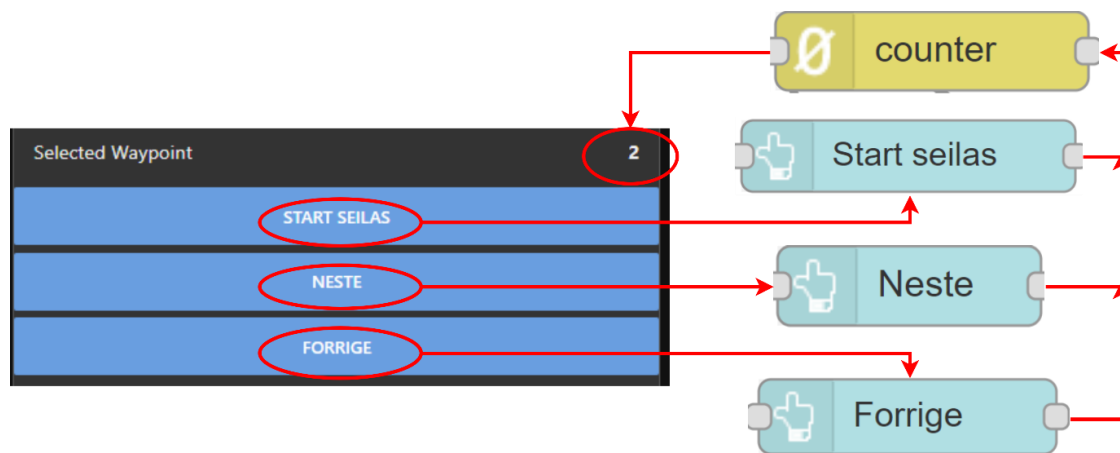 counter
Selected Waypoint 2
Start seilas
START SEILAS
NESTE
Neste
FORRIGE
Forrige